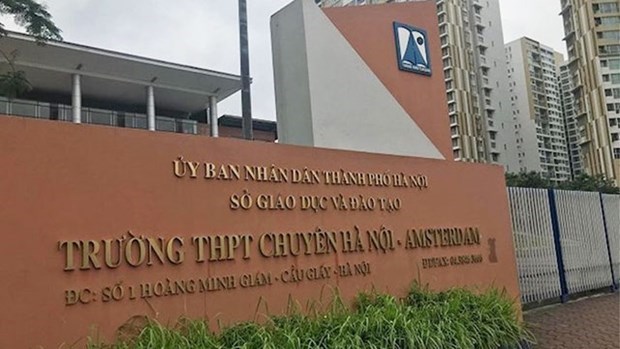 ỦY BAN NHÂN DÂN THÀNH PHỐ HÀ NỘI
SỞ GIÁO DỤC VÀ ĐÀO TẠO
TRƯỜNG THPT CHUYÊN HÀ NỘI - AMSTERDAM
ĐC: SỐ 1 HOÀNG MINH GIÁM - CẦU GIẤY - HÀ NỘI